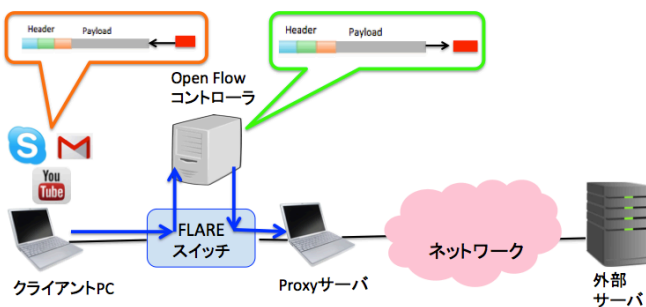 Header Payload
Header Payload
Open Flow
コントローラ
S
You
Tube
FLARE
スイッチ
ネットワーク
クライアントPC
Proxyサーバ
外部
サーバ